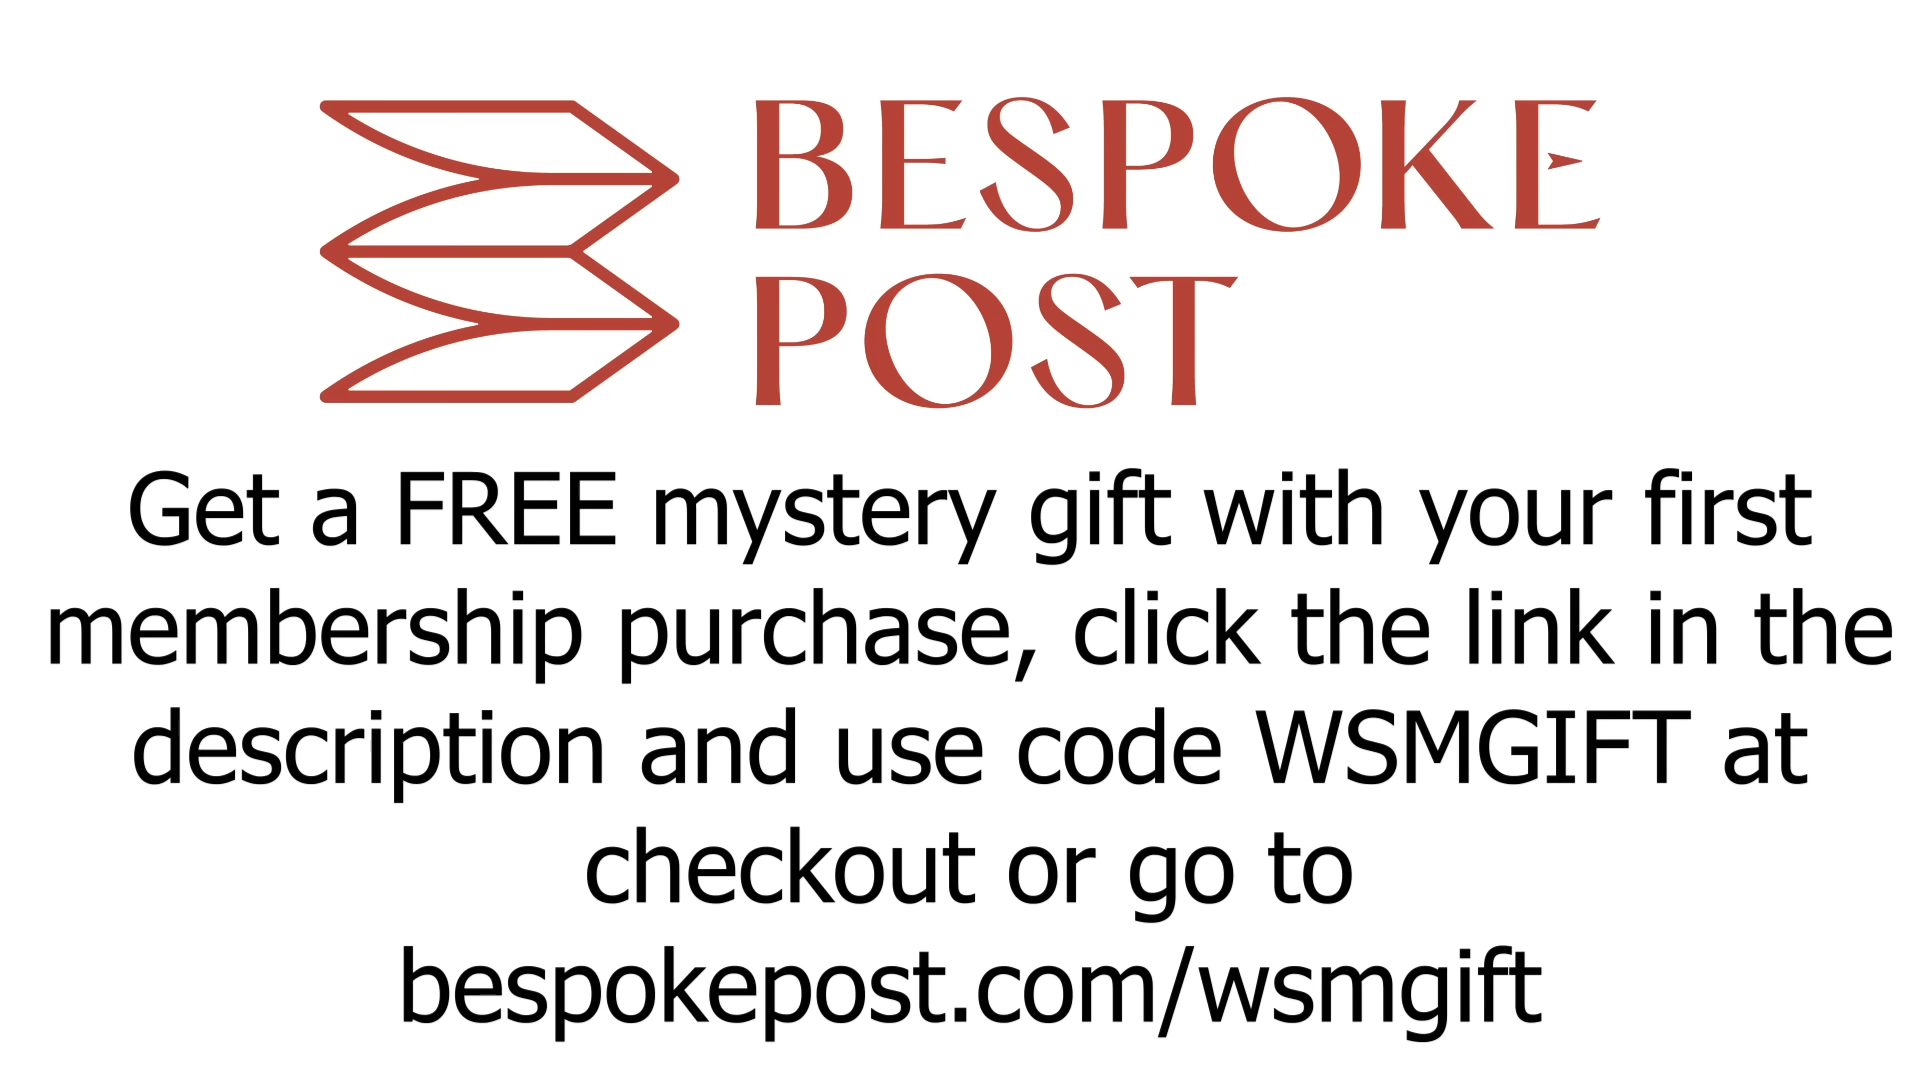 BESPOKE
POST
Get a FREE mystery gift with your first
membership purchase, click the link in the
description and use code WSMGIFT at
checkout or go to
bespokepost.com/wsmgift